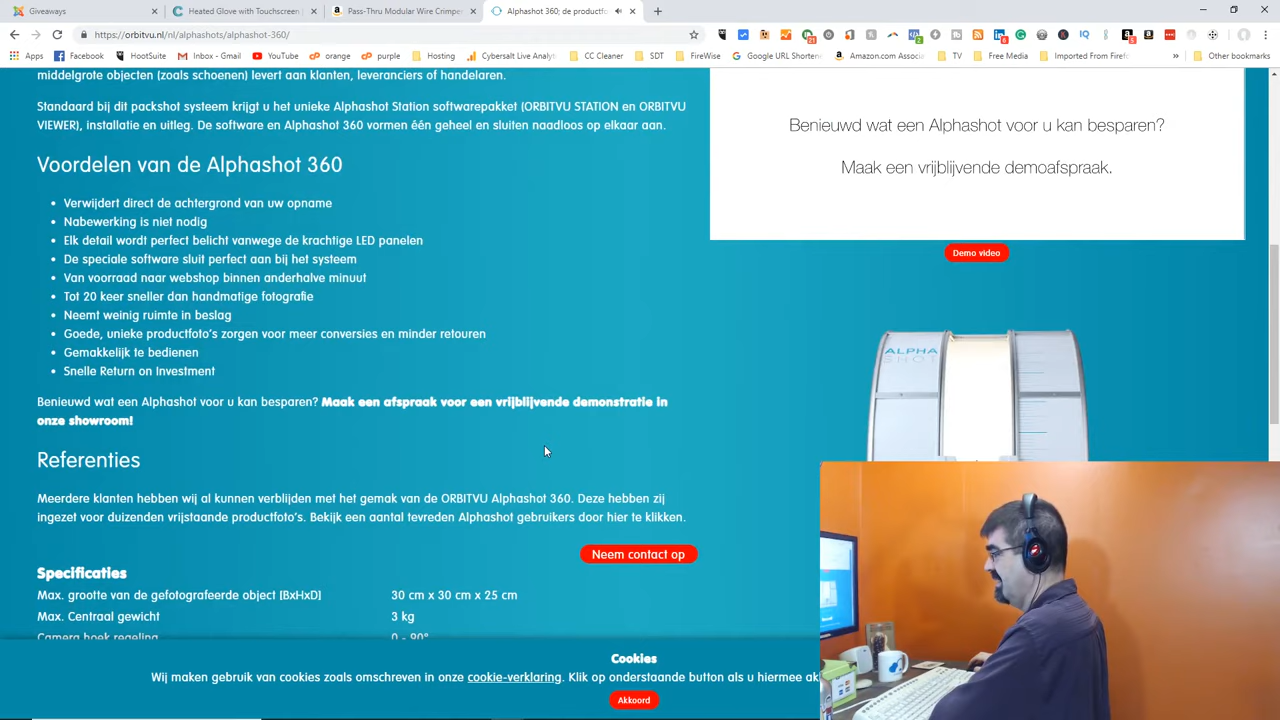 Giveaways
Heated Glove with Touchscreen
Pass-Thru Modular Wire Crimper
Alphashot 360; de productfo
https://orbitvu.nl/nl/alphashots/alphashot-360/
Apps
Facebook
HootSuite
Inbox - Gmail
YouTube
orange
purple
Hosting
Cybersalt Live Analy
CC Cleaner
SDT
FireWise
Google URL Shorten
Amazon.com Associa
TV
Free Media
Imported From Firef
»
Other bookmarks
middelgrote objecten (zoals schoenen) levert aan klanten, leveranciers of handelaren.
Standaard bij dit packshot systeem krijgt u het unieke Alphashot Station softwarepakket (ORBITVU STATION en ORBITVU
VIEWER), installatie en uitleg. De software en Alphashot 360 vormen één geheel en sluiten naadloos op elkaar aan.
Voordelen van de Alphashot 360
• Verwijdert direct de achtergrond van uw opname
• Nabewerking is niet nodig
• Elk detail wordt perfect belicht vanwege de krachtige LED panelen
• De speciale software sluit perfect aan bij het systeem
• Van voorraad naar webshop binnen anderhalve minuut
• Tot 20 keer sneller dan handmatige fotografie
• Neemt weinig ruimte in beslag
• Goede, unieke productfoto's zorgen voor meer conversies en minder retouren
• Gemakkelijk te bedienen
• Snelle Return on Investment
Benieuwd wat een Alphashot voor u kan besparen? Maak een afspraak voor een vrijblijvende demonstratie in
onze showroom!
Referenties
Meerdere klanten hebben wij al kunnen verblijden met het gemak van de ORBITVU Alphashot 360. Deze hebben zij
ingezet voor duizenden vrijstaande productfoto's. Bekijk een aantal tevreden Alphashot gebruikers door hier te klikken.
Neem contact op
Specificaties
Max. grootte van de gefotografeerde object [BxHxD] 30 cm x 30 cm x 25 cm
Max. Centraal gewicht 3 kg
Camera hoek regeling 0 - 90°
Benieuwd wat een Alphashot voor u kan besparen?
Maak een vrijblijvende demoafspraak.
Demo video
ALPHA
SHOT
Cookies
Wij maken gebruik van cookies zoals omschreven in onze cookie-verklaring. Klik op onderstaande button als u hiermee ak
Akkoord